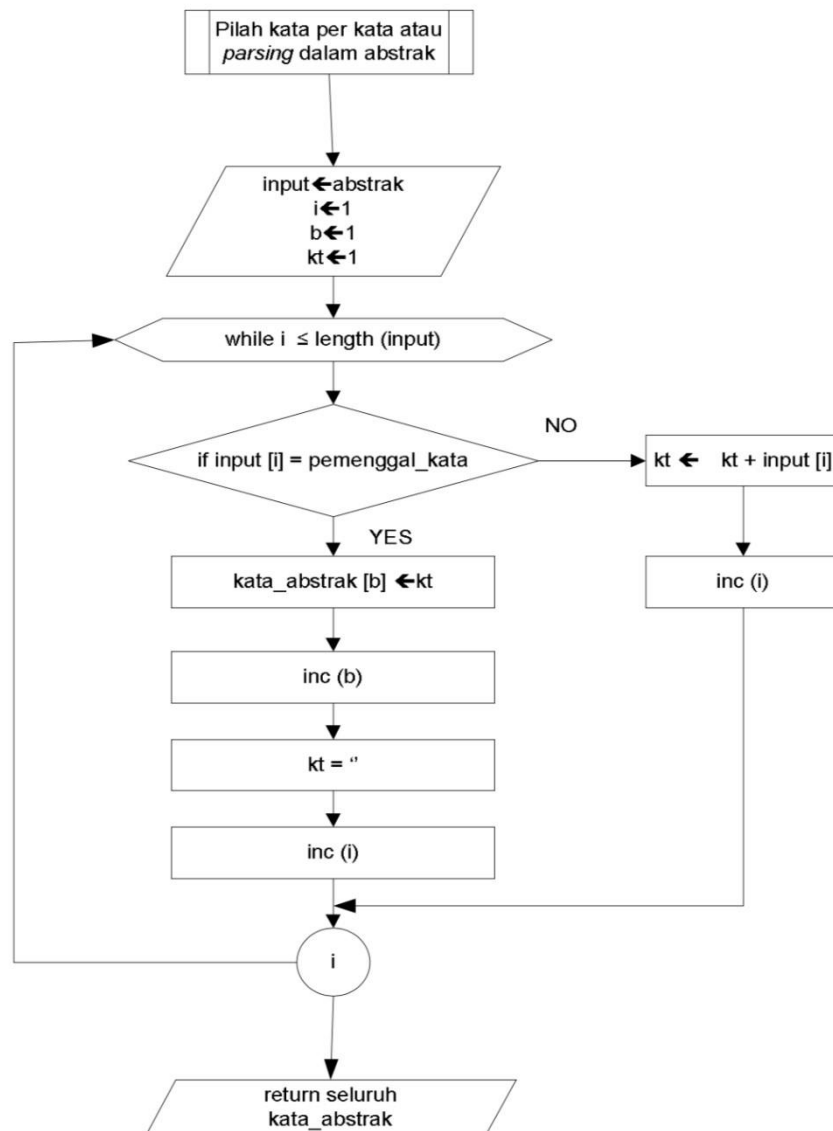 Pilah kata per kata atau
parsing dalam abstrak
input←abstrak
i←1
b←1
kt←1
while i ≤ length (input)
if input [i] = pemenggal_kata
NO
kt ← kt + input [i]
inc (i)
YES
kata_abstrak [b] ←kt
inc (b)
kt = ‘’
inc (i)
i
return seluruh
kata_abstrak